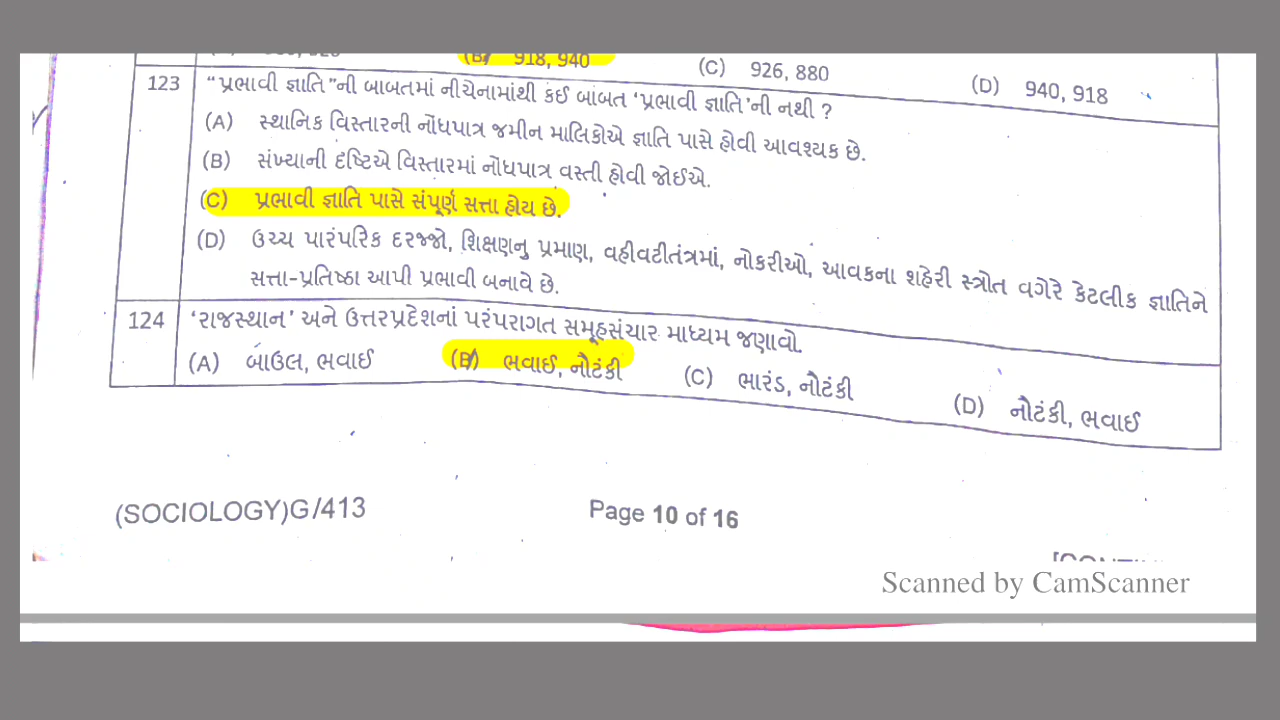 (B) 918, 940
(C) 926, 880
(D) 940, 918
123 “પ્રભાવી જ્ઞાતિ”ની બાબતમાં નીચેનામાંથી કઈ બાબત ‘પ્રભાવી જ્ઞાતિ’ની નથી ?
(A) સ્થાનિક વિસ્તારની નોંધપાત્ર જમીન માલિકોએ જ્ઞાતિ પાસે હોવી આવશ્યક છે.
(B) સંખ્યાની દૃષ્ટિએ વિસ્તારમાં નોંધપાત્ર વસ્તી હોવી જોઈએ.
(C) પ્રભાવી જ્ઞાતિ પાસે સંપૂર્ણ સત્તા હોય છે.
(D) ઉચ્ચ પારંપરિક દરજ્જો, શિક્ષણનુ પ્રમાણ, વહીવટીતંત્રમાં, નોકરીઓ, આવકના શહેરી સ્ત્રોત વગેરે કેટલીક જ્ઞાતિને
સત્તા-પ્રતિષ્ઠા આપી પ્રભાવી બનાવે છે.
124 ‘રાજસ્થાન’ અને ઉત્તરપ્રદેશનાં પરંપરાગત સમૂહસંચાર માધ્યમ જણાવો.
(A) બાઉલ, ભવાઈ (B) ભવાઈ, નૌટંકી (C) ભારંડ, નૌટંકી (D) નૌટંકી, ભવાઈ
(SOCIOLOGY)G/413 Page 10 of 16
Scanned by CamScanner